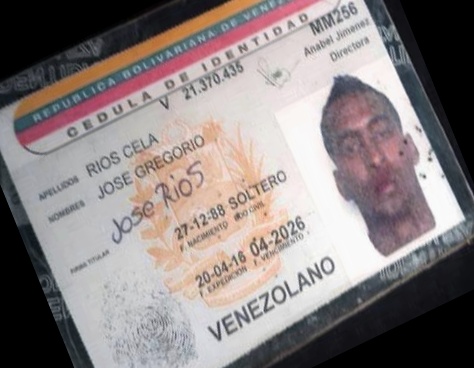 REPUBLICA BOLIVARIANA DE VENEZ
CEDULA DE IDENTIDAD
MM256
V 21.370.435
Anabel Jimenez
Directora
APELLIDOS RIOS CELA
NOMBRES JOSE GREGORIO
Jose Rios
FIRMA TITULAR
27-12-88 SOLTERO
F. NACIMIENTO EDO CIVIL
20-04-16 04-2026
F. EXPEDICION F. VENCIMIENTO
VENEZOLANO